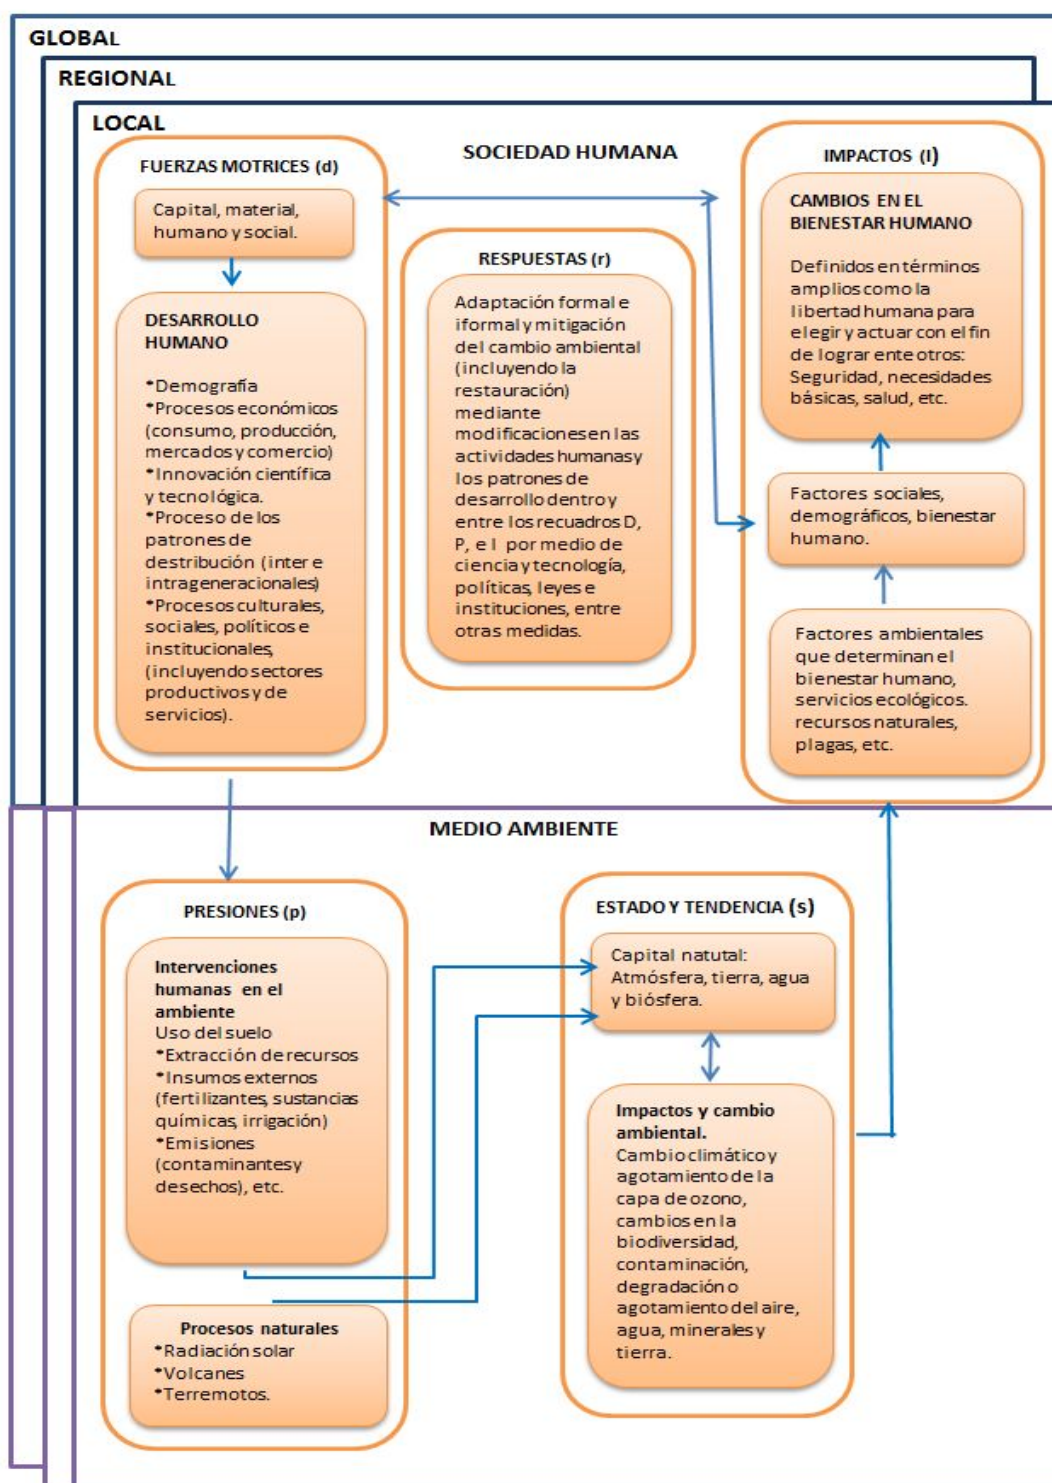 GLOBAL
REGIONAL
LOCAL
SOCIEDAD HUMANA
FUERZAS MOTRICES (d)
Capital, material,
humano y social.
DESARROLLO
HUMANO
*Demografía
*Procesos económicos
(consumo, producción,
mercados y comercio)
*Innovación científica
y tecnológica.
*Proceso de los
patrones de
destribución (inter e
intrageneracionales)
*Procesos culturales,
sociales, políticos e
institucionales,
(incluyendo sectores
productivos y de
servicios).
RESPUESTAS (r)
Adaptación formal e
iformal y mitigación
del cambio ambiental
(incluyendo la
restauración)
mediante
modificaciones en las
actividades humanas y
los patrones de
desarrollo dentro y
entre los recuadros D,
P, e I por medio de
ciencia y tecnología,
políticas, leyes e
instituciones, entre
otras medidas.
IMPACTOS (I)
CAMBIOS EN EL
BIENESTAR HUMANO
Definidos en términos
amplios como la
libertad humana para
elegir y actuar con el fin
de lograr ente otros:
Seguridad, necesidades
básicas, salud, etc.
Factores sociales,
demográficos, bienestar
humano.
Factores ambientales
que determinan el
bienestar humano,
servicios ecológicos.
recursos naturales,
plagas, etc.
MEDIO AMBIENTE
PRESIONES (p)
Intervenciones
humanas en el
ambiente
Uso del suelo
*Extracción de recursos
*Insumos externos
(fertilizantes, sustancias
químicas, irrigación)
*Emisiones
(contaminantes y
desechos), etc.
Procesos naturales
*Radiación solar
*Volcanes
*Terremotos.
ESTADO Y TENDENCIA (s)
Capital natutal:
Atmósfera, tierra, agua
y biósfera.
Impactos y cambio
ambiental.
Cambio climático y
agotamiento de la
capa de ozono,
cambios en la
biodiversidad,
contaminación,
degradación o
agotamiento del aire,
agua, minerales y
tierra.